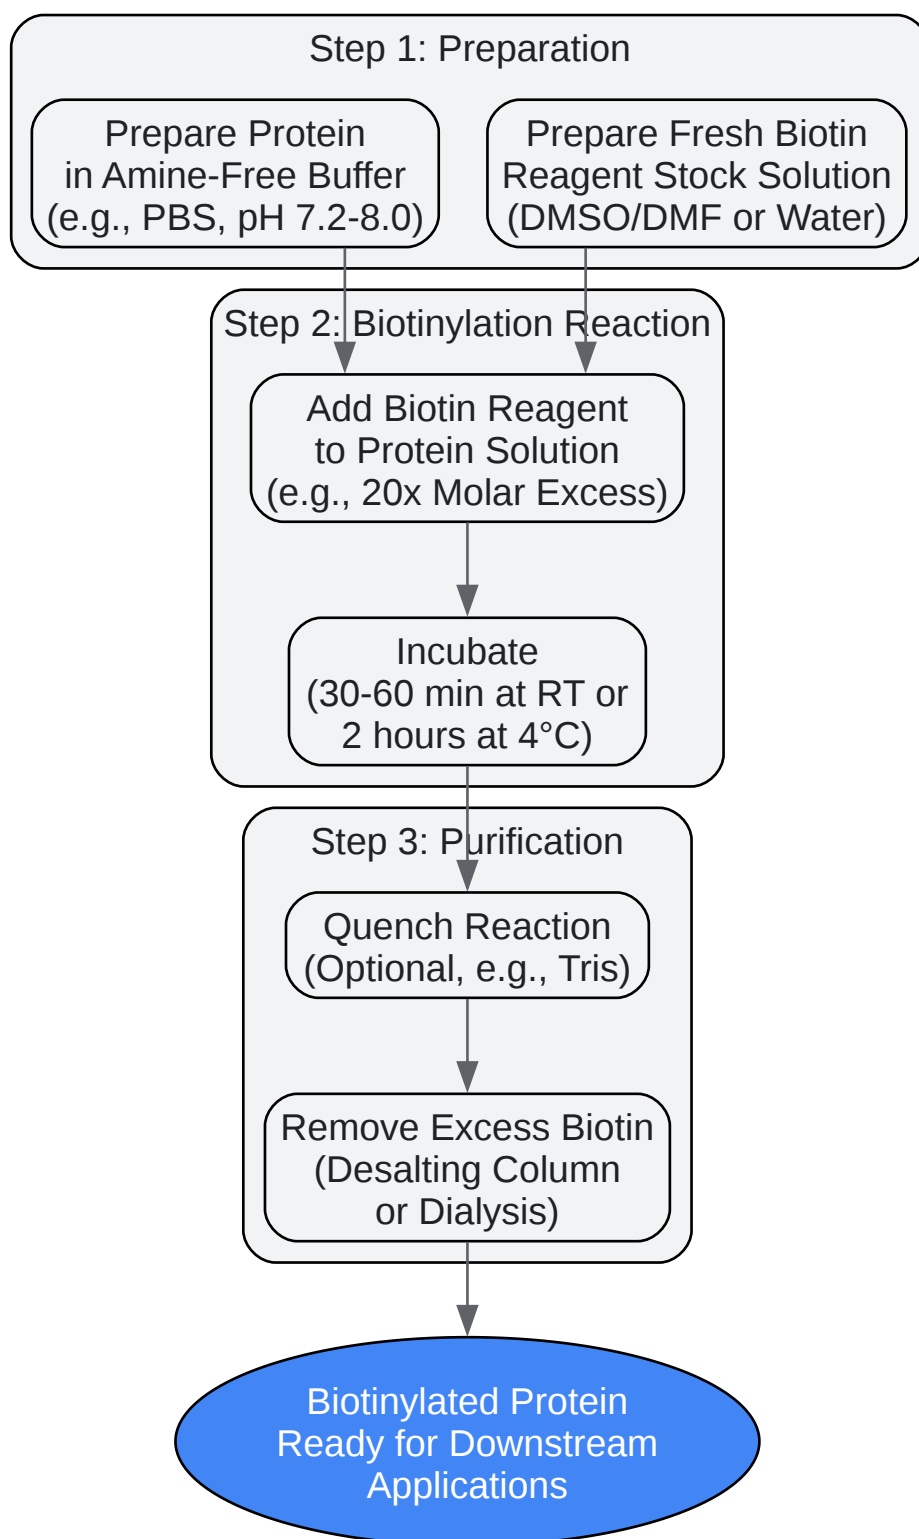 Step 1: Preparation
Prepare Protein
in Amine-Free Buffer
(e.g., PBS, pH 7.2-8.0)
Prepare Fresh Biotin
Reagent Stock Solution
(DMSO/DMF or Water)
Step 2: Biotinylation Reaction
Add Biotin Reagent
to Protein Solution
(e.g., 20x Molar Excess)
Incubate
(30-60 min at RT or
2 hours at 4°C)
Step 3: Purification
Quench Reaction
(Optional, e.g., Tris)
Remove Excess Biotin
(Desalting Column
or Dialysis)
Biotinylated Protein
Ready for Downstream
Applications